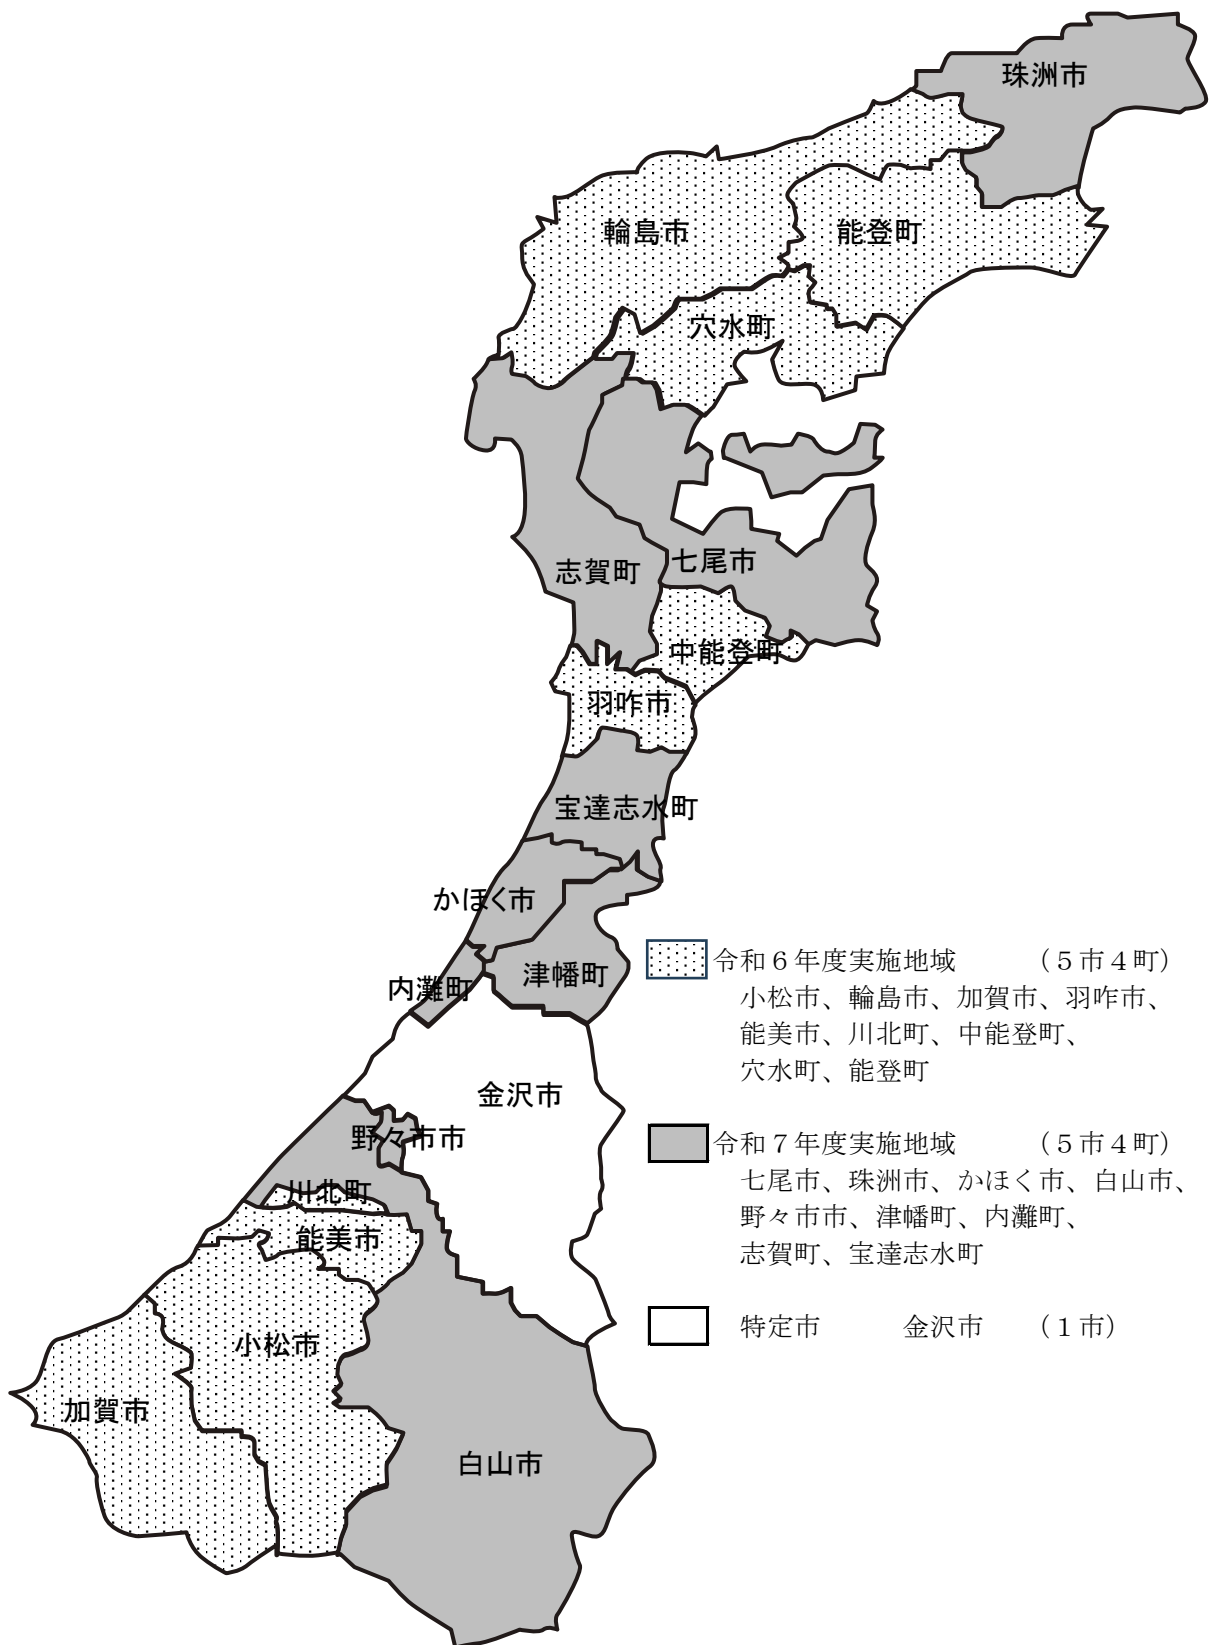 珠洲市
輪島市
能登町
穴水町
七尾市
志賀町
中能登町
羽咋市
宝達志水町
かほく市
内灘町
津幡町
令和６年度実施地域　（５市４町）
小松市、輪島市、加賀市、羽咋市、
能美市、川北町、中能登町、
穴水町、能登町
金沢市
野々市市
令和７年度実施地域　（５市４町）
七尾市、珠洲市、かほく市、白山市、
野々市市、津幡町、内灘町、
志賀町、宝達志水町
川北町
能美市
特定市　金沢市　（１市）
小松市
加賀市
白山市